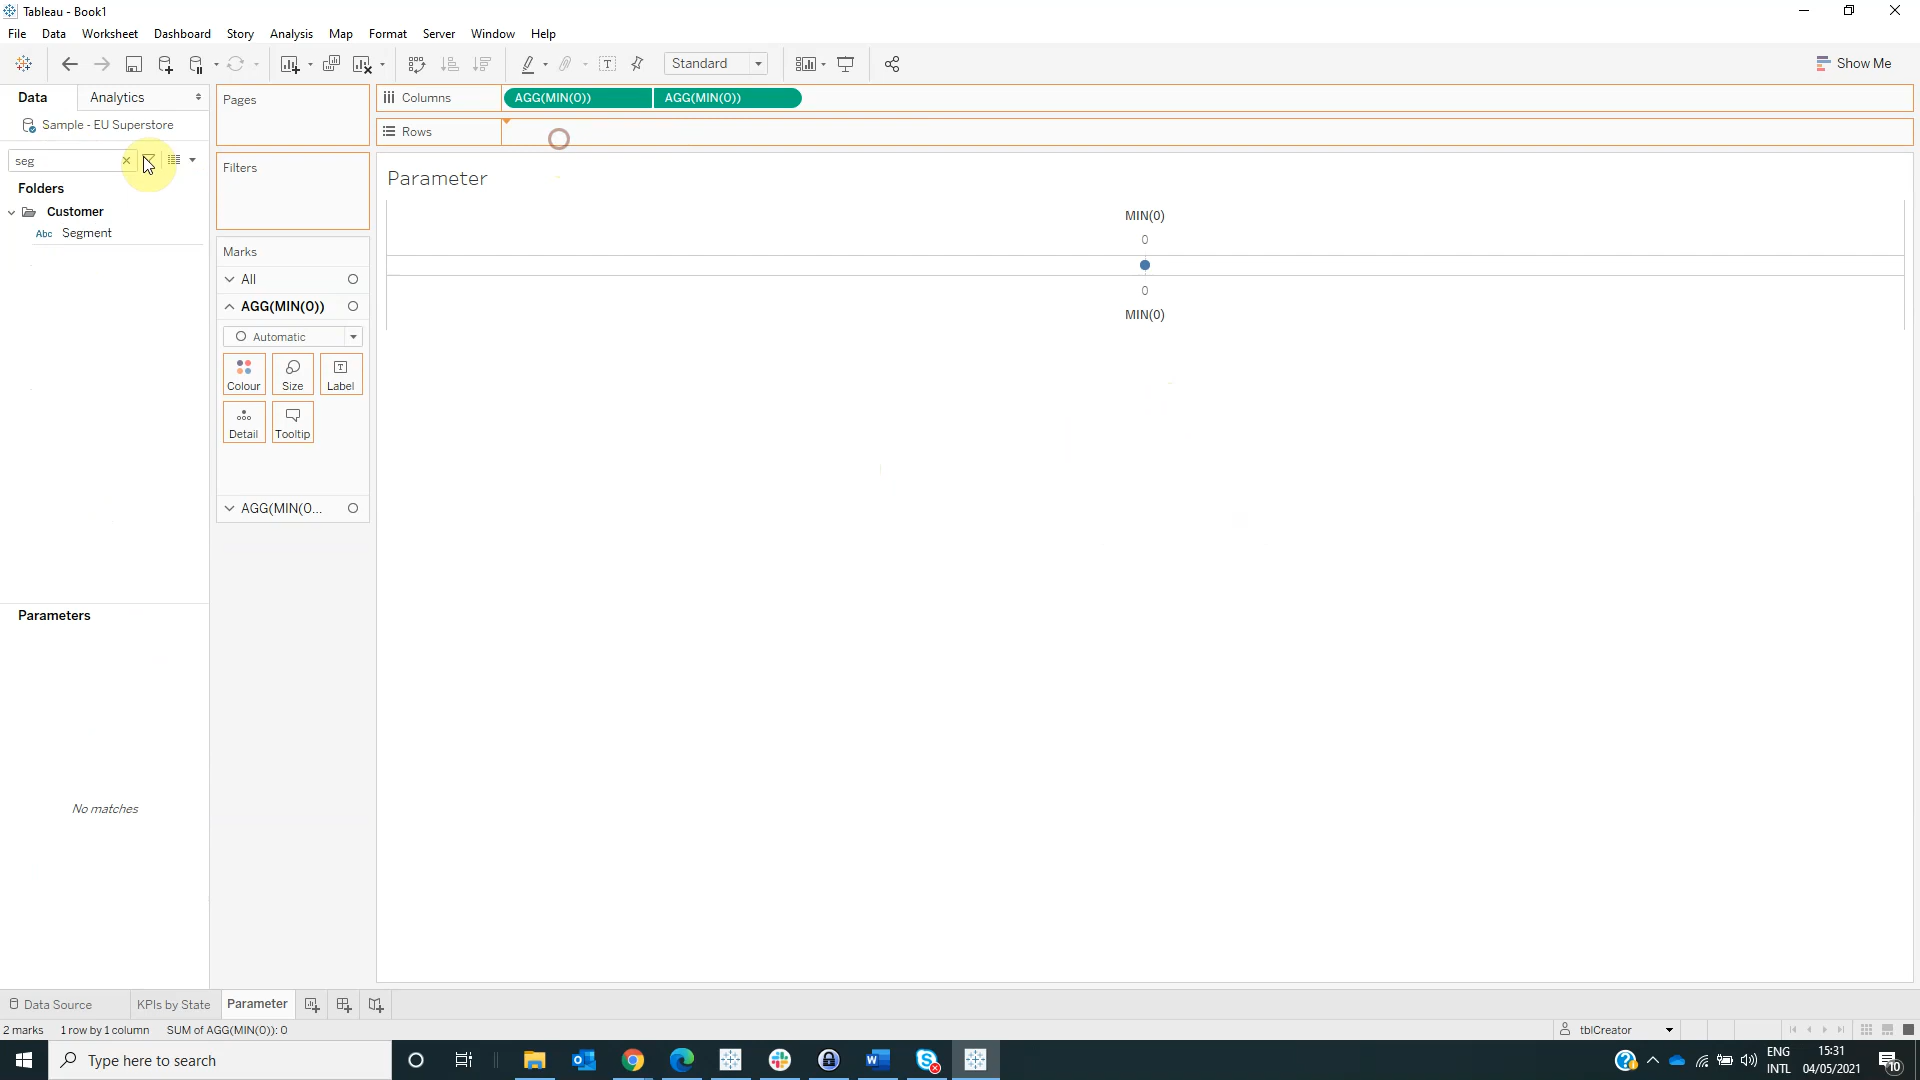 Tableau - Book1
File Data Worksheet Dashboard Story Analysis Map Format Server Window Help
Standard
Show Me
Data Analytics
Sample - EU Superstore
seg
Folders
Customer
Abc Segment
Parameters
No matches
Pages
Filters
Marks
All
AGG(MIN(0))
Automatic
Colour Size Label
Detail Tooltip
AGG(MIN(0...
Columns AGG(MIN(0)) AGG(MIN(0))
Rows
Parameter
MIN(0)
0
0
MIN(0)
Data Source KPIs by State Parameter
2 marks 1 row by 1 column SUM of AGG(MIN(0)): 0
tblCreator
Type here to search
ENG
INTL
15:31
04/05/2021
10